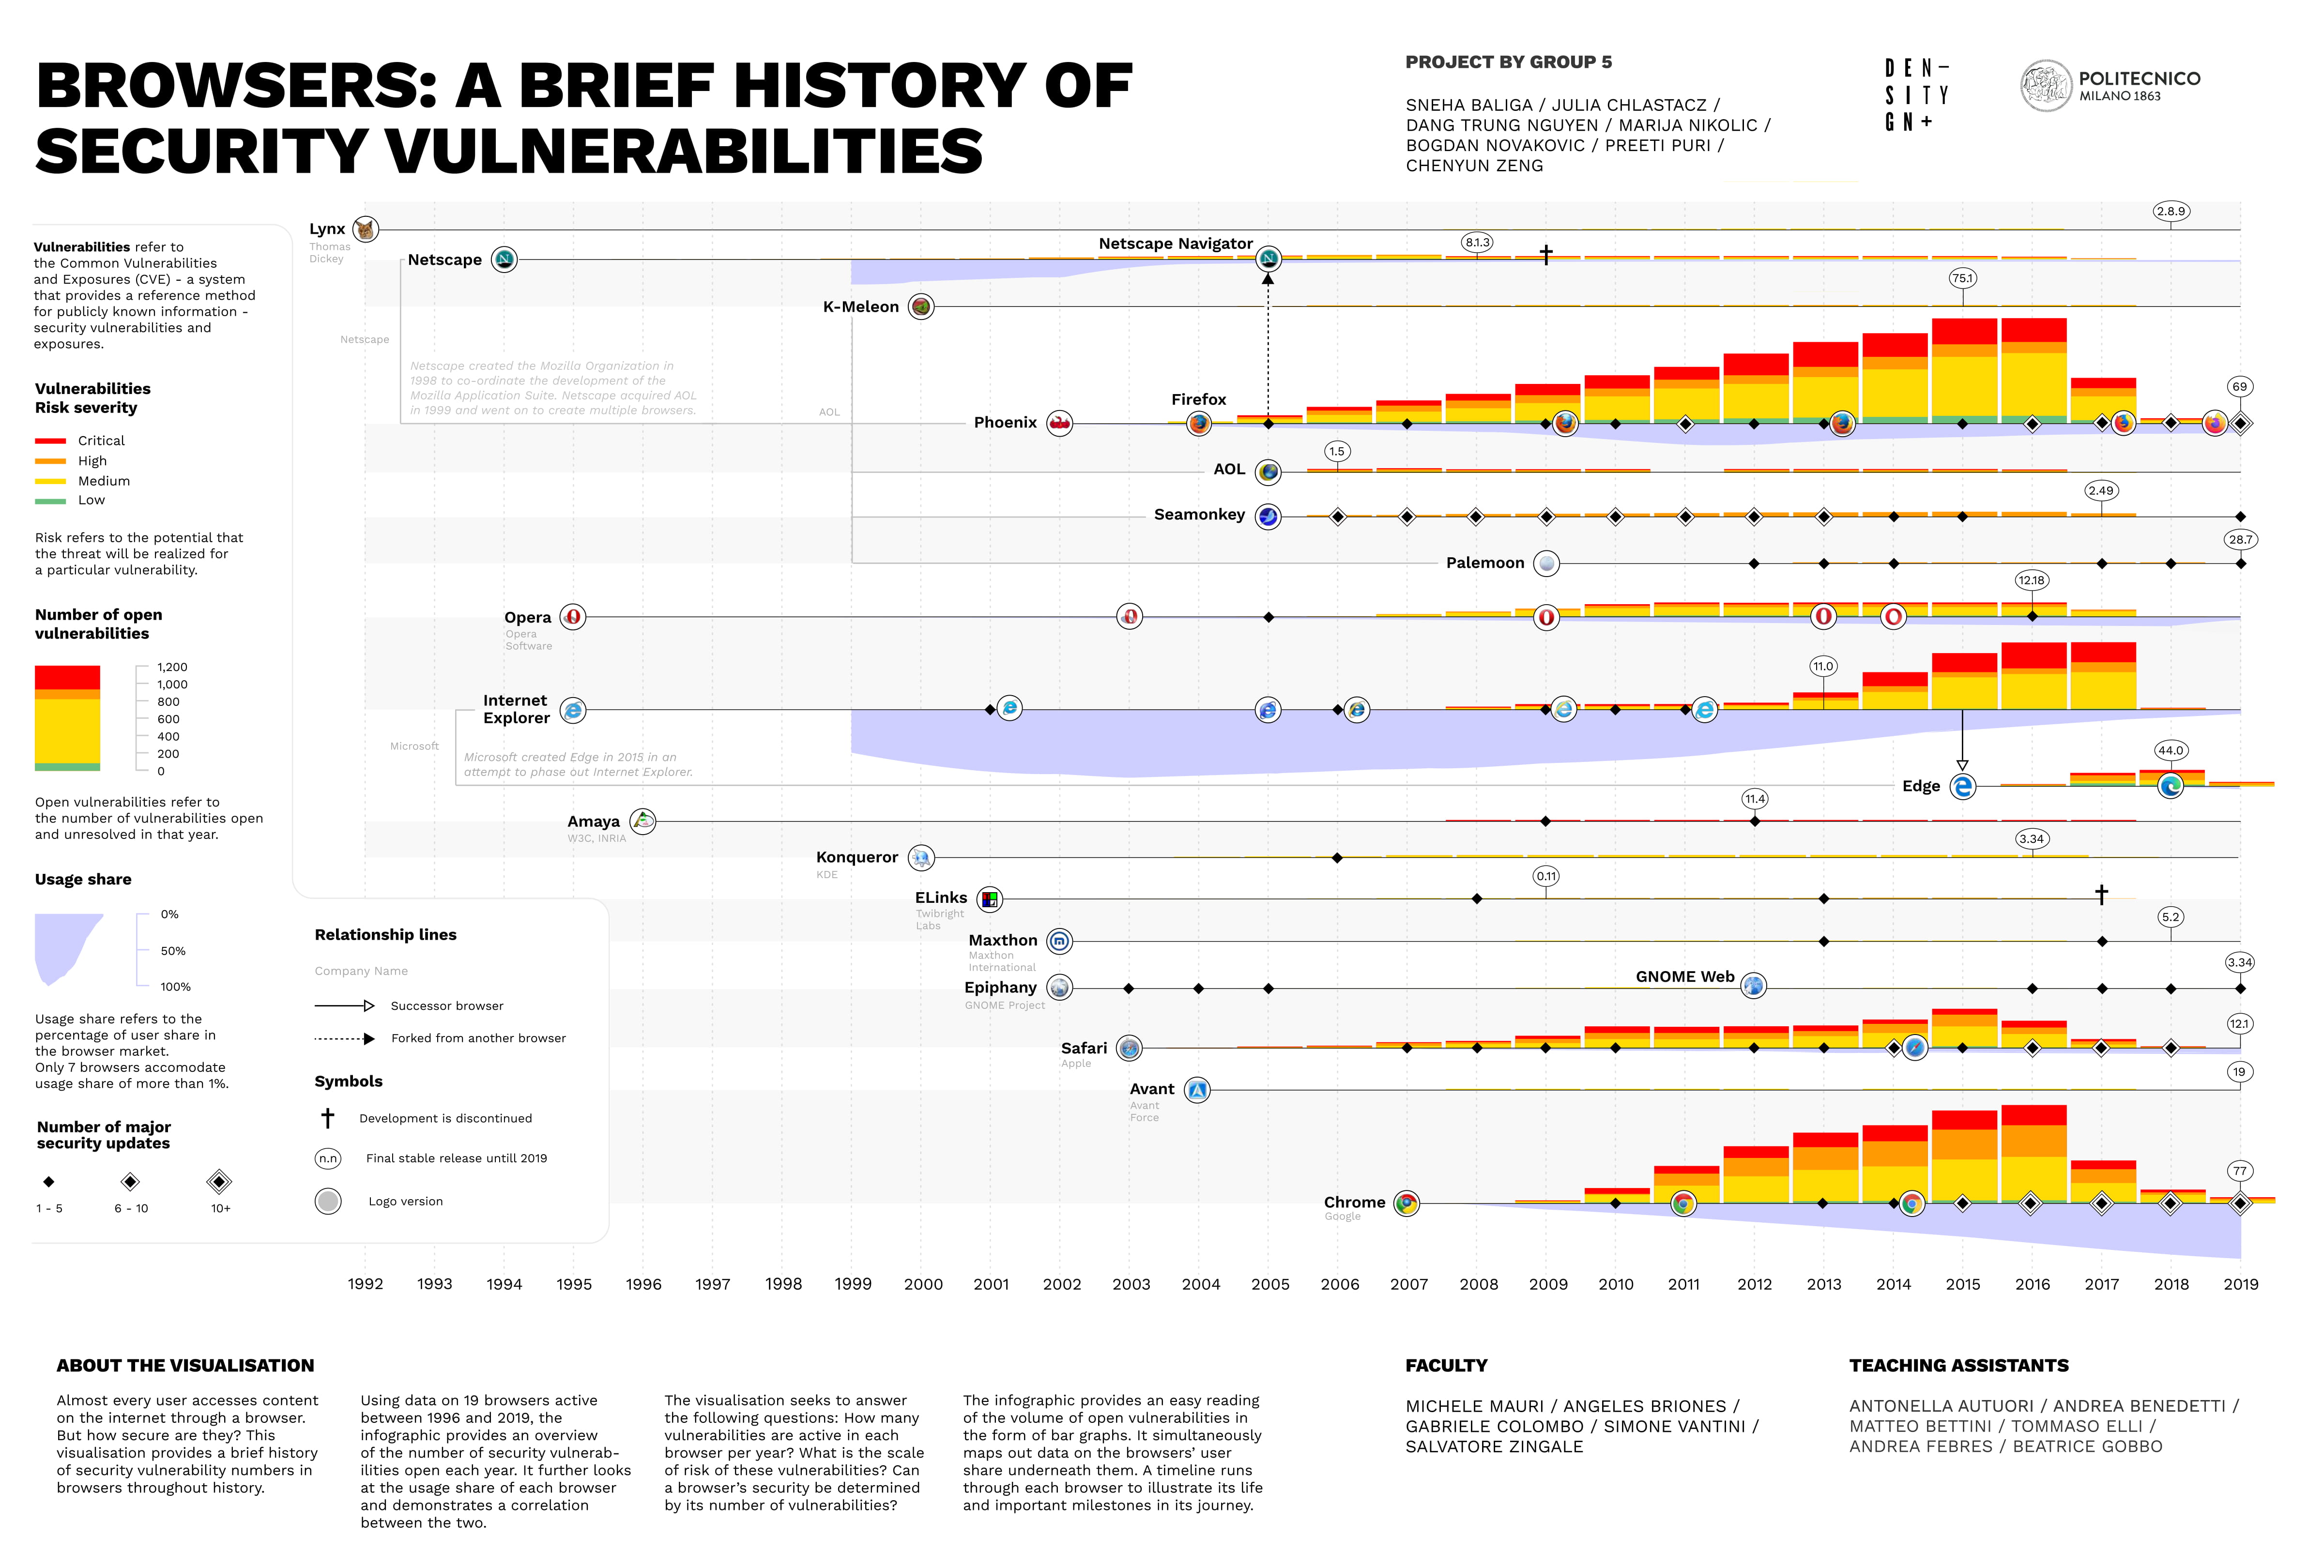 BROWSERS: A BRIEF HISTORY OF
SECURITY VULNERABILITIES
PROJECT BY GROUP 5
SNEHA BALIGA / JULIA CHLASTACZ /
DANG TRUNG NGUYEN / MARIJA NIKOLIC /
BOGDAN NOVAKOVIC / PREETI PURI /
CHENYUN ZENG
DEN–
SITY
GN+
POLITECNICO
MILANO 1863
Vulnerabilities refer to
the Common Vulnerabilities
and Exposures (CVE) - a system
that provides a reference method
for publicly known information -
security vulnerabilities and
exposures.
Vulnerabilities
Risk severity
Critical
High
Medium
Low
Risk refers to the potential that
the threat will be realized for
a particular vulnerability.
Number of open
vulnerabilities
1,200
1,000
800
600
400
200
0
Open vulnerabilities refer to
the number of vulnerabilities open
and unresolved in that year.
Usage share
0%
50%
100%
Usage share refers to the
percentage of user share in
the browser market.
Only 7 browsers accomodate
usage share of more than 1%.
Number of major
security updates
1 - 5
6 - 10
10+
Relationship lines
Company Name
Successor browser
Forked from another browser
Symbols
Development is discontinued
n.n
Final stable release untill 2019
Logo version
Lynx
Thomas
Dickey
2.8.9
Netscape
N
Netscape Navigator
N
8.1.3
K-Meleon
75.1
Netscape
Netscape created the Mozilla Organization in
1998 to co-ordinate the development of the
Mozilla Application Suite. Netscape acquired AOL
in 1999 and went on to create multiple browsers.
AOL
Phoenix
Firefox
69
AOL
1.5
Seamonkey
2.49
Palemoon
28.7
Opera
Opera
Software
12.18
Internet
Explorer
11.0
Microsoft
Microsoft created Edge in 2015 in an
attempt to phase out Internet Explorer.
Edge
44.0
Amaya
W3C, INRIA
11.4
Konqueror
KDE
3.34
ELinks
Twibright
Labs
0.11
Maxthon
Maxthon
International
5.2
Epiphany
GNOME Project
GNOME Web
3.34
Safari
Apple
12.1
Avant
Avant
Force
19
Chrome
Google
77
1992 1993 1994 1995 1996 1997 1998 1999 2000 2001 2002 2003 2004 2005 2006 2007 2008 2009 2010 2011 2012 2013 2014 2015 2016 2017 2018 2019
ABOUT THE VISUALISATION
Almost every user accesses content
on the internet through a browser.
But how secure are they? This
visualisation provides a brief history
of security vulnerability numbers in
browsers throughout history.
Using data on 19 browsers active
between 1996 and 2019, the
infographic provides an overview
of the number of security vulnerab-
ilities open each year. It further looks
at the usage share of each browser
and demonstrates a correlation
between the two.
The visualisation seeks to answer
the following questions: How many
vulnerabilities are active in each
browser per year? What is the scale
of risk of these vulnerabilities? Can
a browser's security be determined
by its number of vulnerabilities?
The infographic provides an easy reading
of the volume of open vulnerabilities in
the form of bar graphs. It simultaneously
maps out data on the browsers' user
share underneath them. A timeline runs
through each browser to illustrate its life
and important milestones in its journey.
FACULTY
MICHELE MAURI / ANGELES BRIONES /
GABRIELE COLOMBO / SIMONE VANTINI /
SALVATORE ZINGALE
TEACHING ASSISTANTS
ANTONELLA AUTUORI / ANDREA BENEDETTI /
MATTEO BETTINI / TOMMASO ELLI /
ANDREA FEBRES / BEATRICE GOBBO